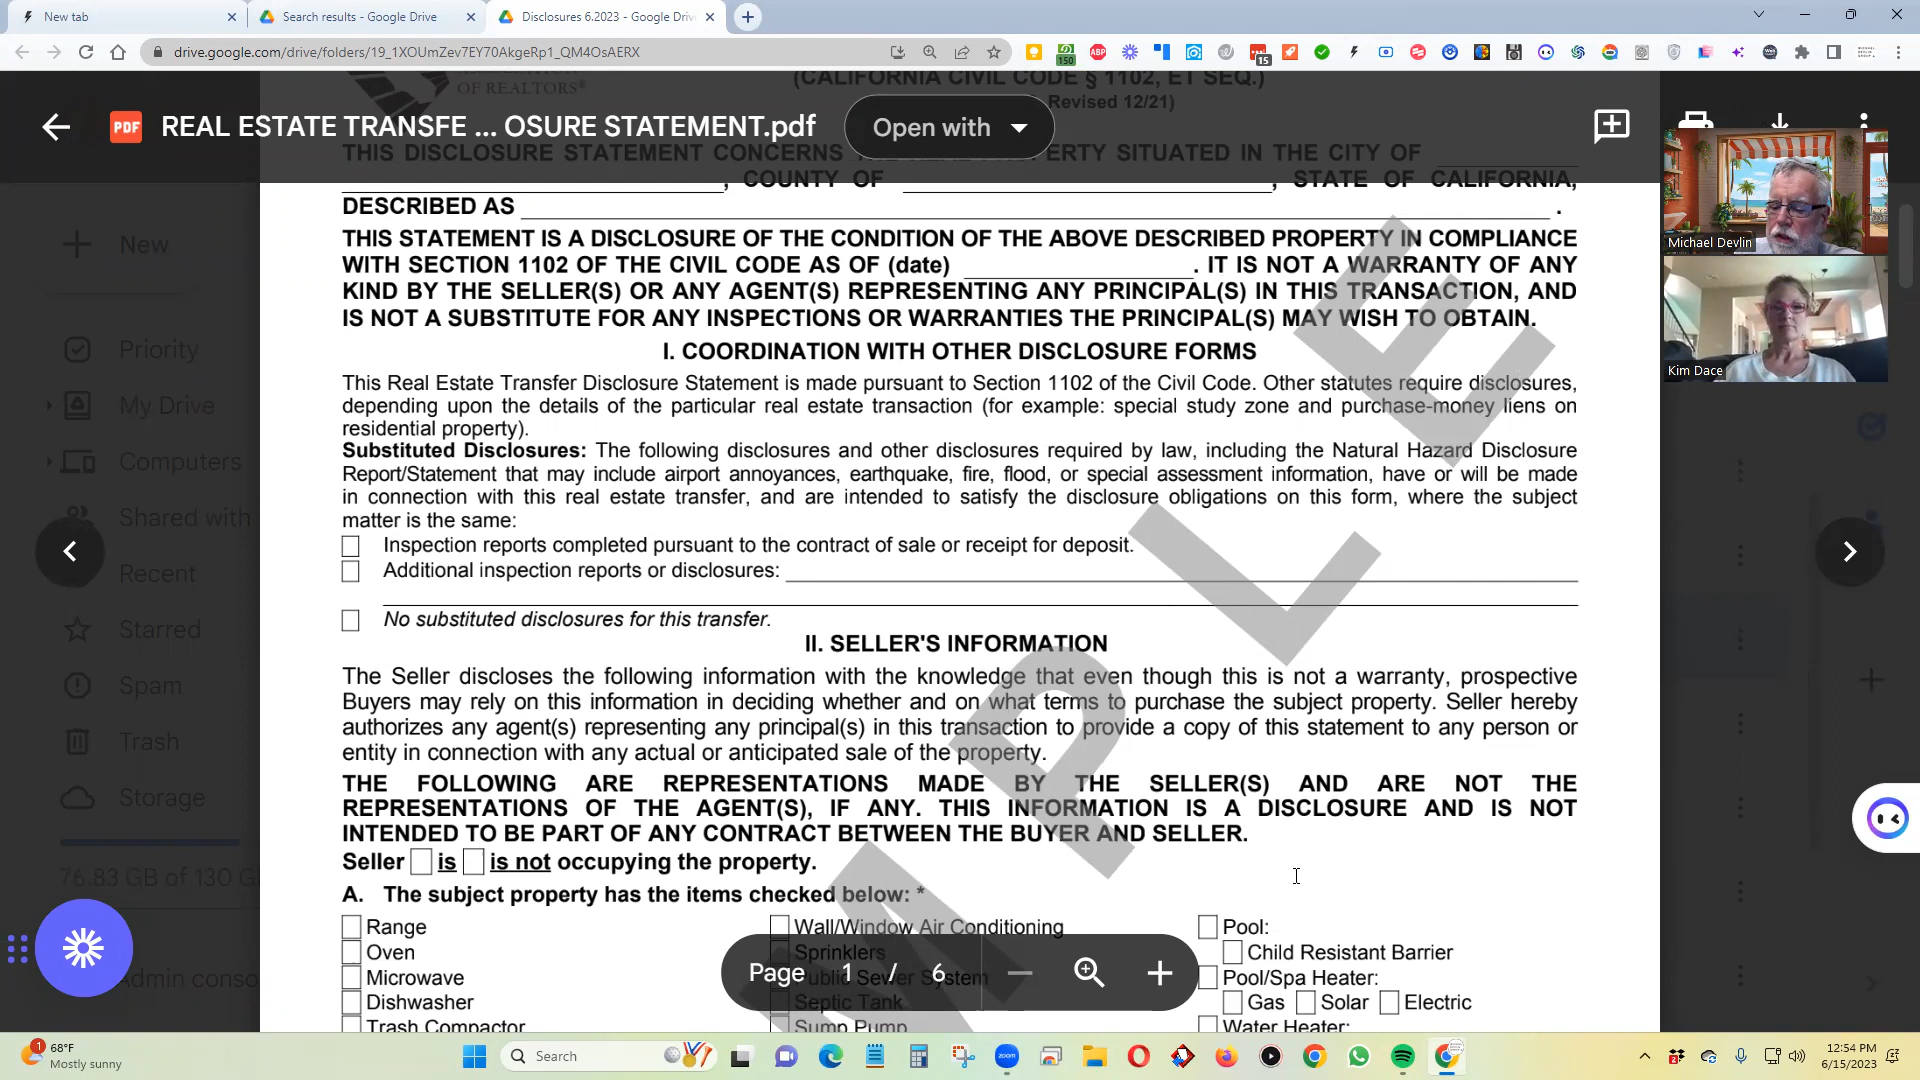 New tab
Search results - Google Drive
Disclosures 6.2023 - Google Drive
drive.google.com/drive/folders/19_1XOUmZev7EY70AkgeRp1_QM4OsAERX
150
ABP
15
OF REALTORS®
(CALIFORNIA CIVIL CODE § 1102, ET SEQ.)
Revised 12/21)
PDF
REAL ESTATE TRANSFE ... OSURE STATEMENT.pdf
Open with
THIS DISCLOSURE STATEMENT CONCERNS
PERTY SITUATED IN THE CITY OF
, COUNTY OF , STATE OF CALIFORNIA,
DESCRIBED AS .
THIS STATEMENT IS A DISCLOSURE OF THE CONDITION OF THE ABOVE DESCRIBED PROPERTY IN COMPLIANCE
WITH SECTION 1102 OF THE CIVIL CODE AS OF (date) . IT IS NOT A WARRANTY OF ANY
KIND BY THE SELLER(S) OR ANY AGENT(S) REPRESENTING ANY PRINCIPAL(S) IN THIS TRANSACTION, AND
IS NOT A SUBSTITUTE FOR ANY INSPECTIONS OR WARRANTIES THE PRINCIPAL(S) MAY WISH TO OBTAIN.
I. COORDINATION WITH OTHER DISCLOSURE FORMS
This Real Estate Transfer Disclosure Statement is made pursuant to Section 1102 of the Civil Code. Other statutes require disclosures,
depending upon the details of the particular real estate transaction (for example: special study zone and purchase-money liens on
residential property).
Substituted Disclosures: The following disclosures and other disclosures required by law, including the Natural Hazard Disclosure
Report/Statement that may include airport annoyances, earthquake, fire, flood, or special assessment information, have or will be made
in connection with this real estate transfer, and are intended to satisfy the disclosure obligations on this form, where the subject
matter is the same:
Inspection reports completed pursuant to the contract of sale or receipt for deposit.
Additional inspection reports or disclosures:
No substituted disclosures for this transfer.
II. SELLER'S INFORMATION
The Seller discloses the following information with the knowledge that even though this is not a warranty, prospective
Buyers may rely on this information in deciding whether and on what terms to purchase the subject property. Seller hereby
authorizes any agent(s) representing any principal(s) in this transaction to provide a copy of this statement to any person or
entity in connection with any actual or anticipated sale of the property.
THE FOLLOWING ARE REPRESENTATIONS MADE BY THE SELLER(S) AND ARE NOT THE
REPRESENTATIONS OF THE AGENT(S), IF ANY. THIS INFORMATION IS A DISCLOSURE AND IS NOT
INTENDED TO BE PART OF ANY CONTRACT BETWEEN THE BUYER AND SELLER.
Seller is is not occupying the property.
A. The subject property has the items checked below: *
Range
Oven
Microwave
Dishwasher
Trash Compactor
Wall/Window Air Conditioning
Sprinklers
Public Sewer System
Septic Tank
Sump Pump
Pool:
Child Resistant Barrier
Pool/Spa Heater:
Gas Solar Electric
Water Heater:
MPLE
Page 1 / 6
New
Priority
My Drive
Computers
Shared with
Recent
Starred
Spam
Trash
Storage
76.83 GB of 130 G
Admin conso
Michael Devlin
Kim Dace
1
68°F
Mostly sunny
Search
zoom
2
12:54 PM
6/15/2023